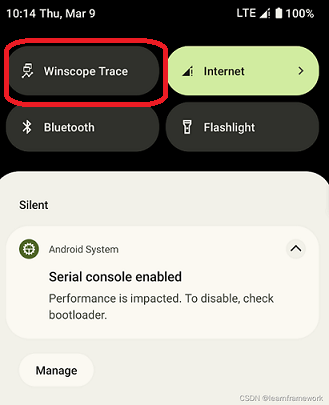 10:14 Thu, Mar 9 LTE 100%
Winscope Trace Internet
Bluetooth Flashlight
Silent
Android System
Serial console enabled
Performance is impacted. To disable, check
bootloader.
Manage
CSDN @learnframework